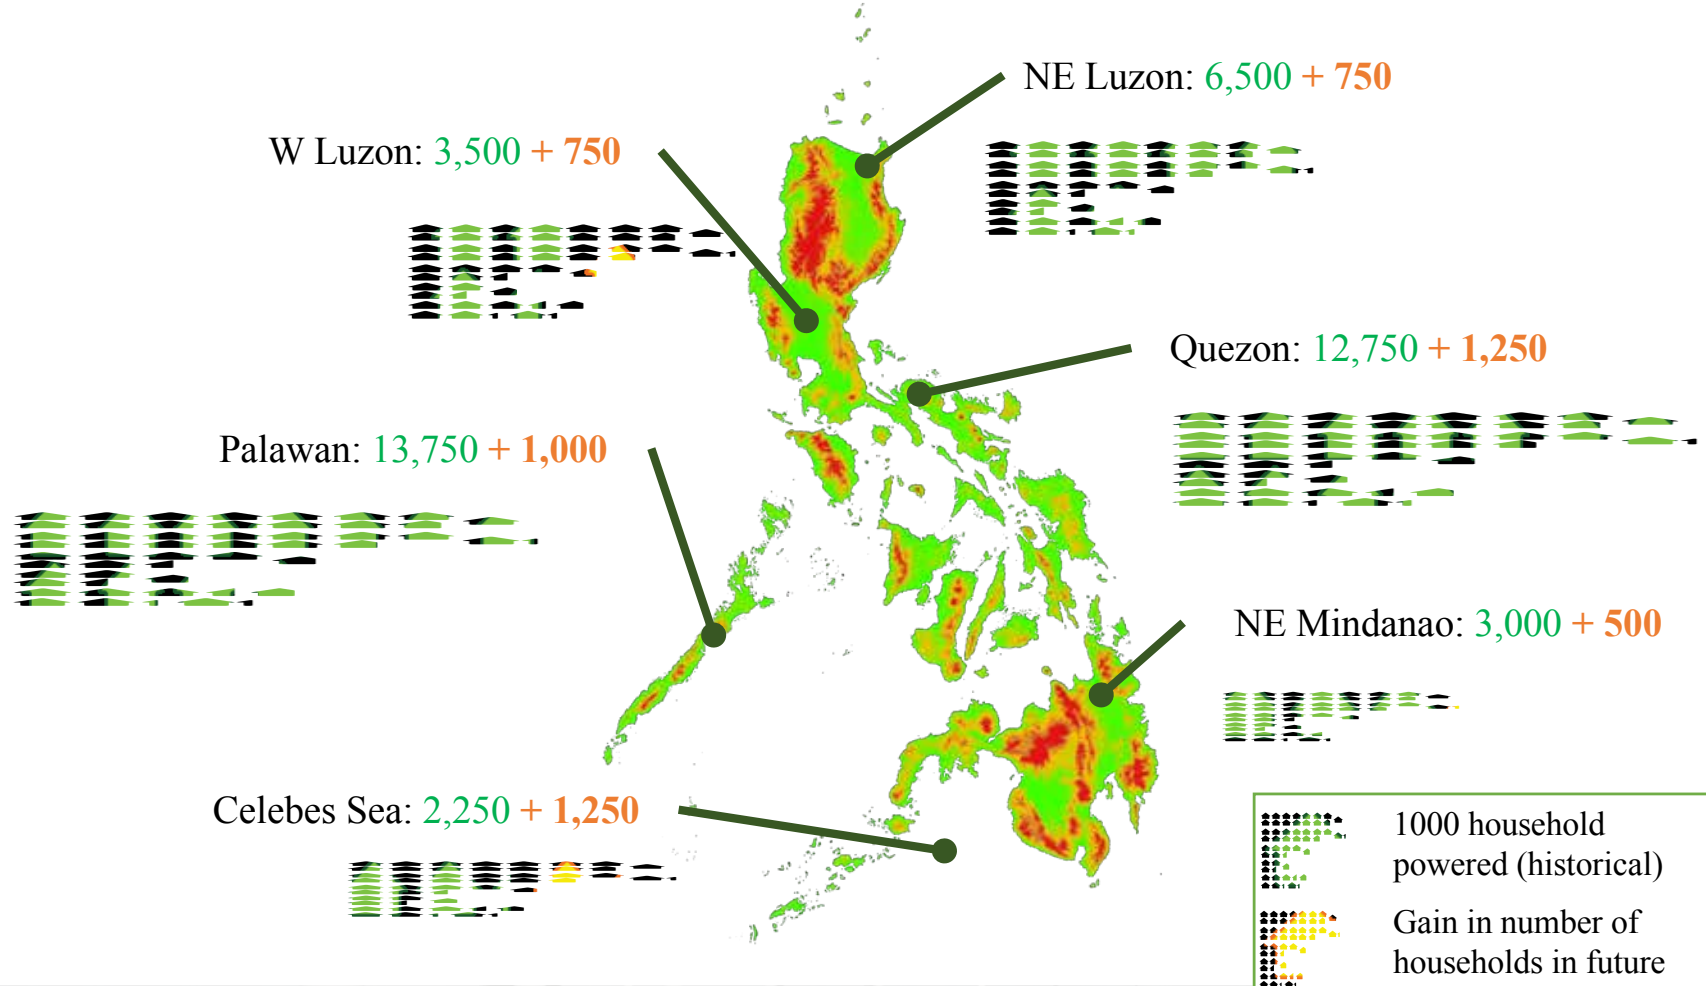 NE Luzon: 6,500 + 750
W Luzon: 3,500 + 750
Quezon: 12,750 + 1,250
Palawan: 13,750 + 1,000
NE Mindanao: 3,000 + 500
Celebes Sea: 2,250 + 1,250
1000 household
powered (historical)
Gain in number of
households in future